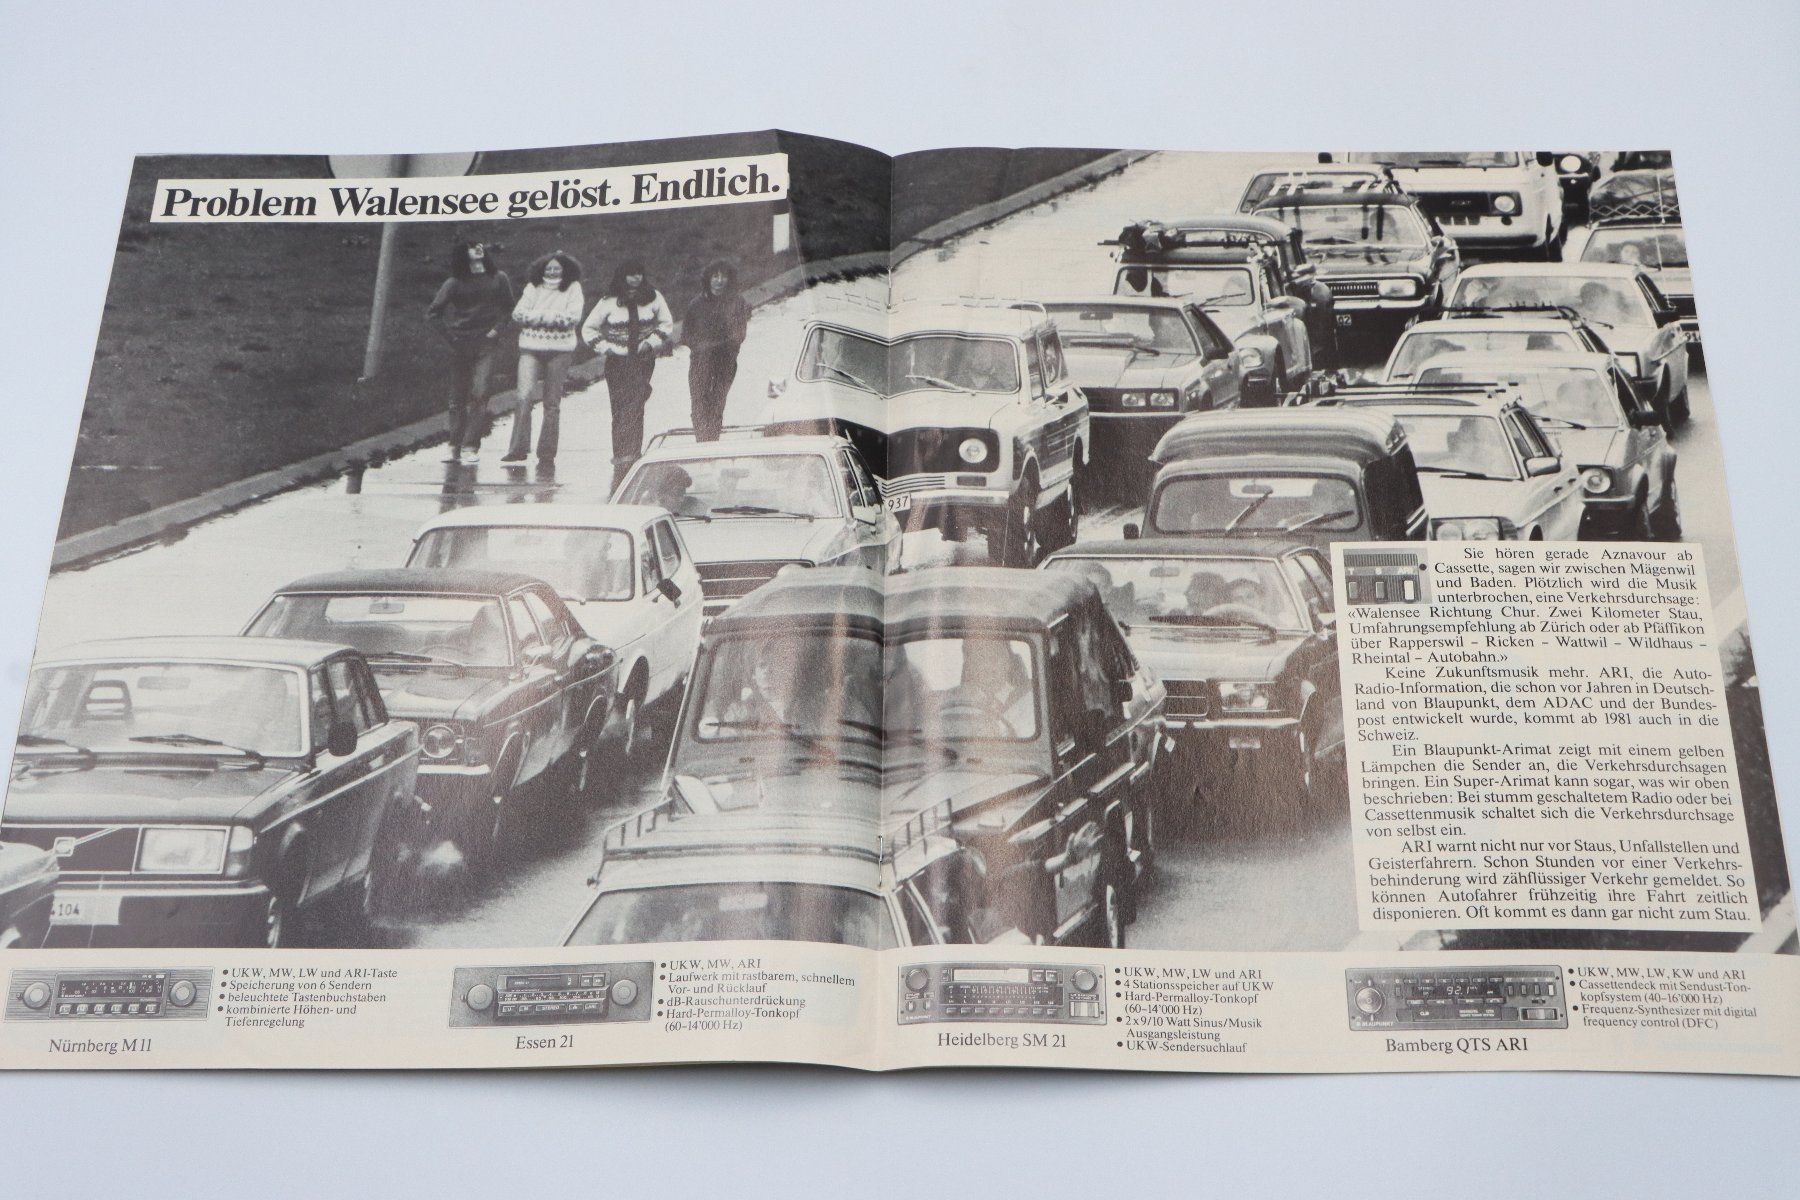 Problem Walensee gelöst. Endlich.
937
104
Sie hören gerade Aznavour ab
Cassette, sagen wir zwischen Mägenwil
und Baden. Plötzlich wird die Musik
unterbrochen, eine Verkehrsdurchsage:
«Walensee Richtung Chur. Zwei Kilometer Stau,
Umfahrungsempfehlung ab Zürich oder ab Pfäffikon
über Rapperswil – Ricken – Wattwil – Wildhaus –
Rheintal – Autobahn.»
Keine Zukunftsmusik mehr. ARI, die Auto-
Radio-Information, die schon vor Jahren in Deutsch-
land von Blaupunkt, dem ADAC und der Bundes-
post entwickelt wurde, kommt ab 1981 auch in die
Schweiz.
Ein Blaupunkt-Arimat zeigt mit einem gelben
Lämpchen die Sender an, die Verkehrsdurchsagen
bringen. Ein Super-Arimat kann sogar, was wir oben
beschrieben: Bei stumm geschaltetem Radio oder bei
Cassettenmusik schaltet sich die Verkehrsdurchsage
von selbst ein.
ARI warnt nicht nur vor Staus, Unfallstellen und
Geisterfahrern. Schon Stunden vor einer Verkehrs-
behinderung wird zähflüssiger Verkehr gemeldet. So
können Autofahrer frühzeitig ihre Fahrt zeitlich
disponieren. Oft kommt es dann gar nicht zum Stau.
• UKW, MW, LW und ARI-Taste
• Speicherung von 6 Sendern
• beleuchtete Tastenbuchstaben
• kombinierte Höhen- und
Tiefenregelung
Nürnberg M 11
• UKW, MW, ARI
• Laufwerk mit rastbarem, schnellem
Vor- und Rücklauf
• dB-Rauschunterdrückung
• Hard-Permalloy-Tonkopf
(60–14'000 Hz)
Essen 21
• UKW, MW, LW und ARI
• 4 Stationsspeicher auf UKW
• Hard-Permalloy-Tonkopf
(60–14'000 Hz)
• 2 x 9/10 Watt Sinus/Musik
Ausgangsleistung
• UKW-Sendersuchlauf
Heidelberg SM 21
• UKW, MW, LW, KW und ARI
• Cassettendeck mit Sendust-Ton-
kopfsystem (40–16'000 Hz)
• Frequenz-Synthesizer mit digital
frequency control (DFC)
BLAUPUNKT
Bamberg QTS ARI